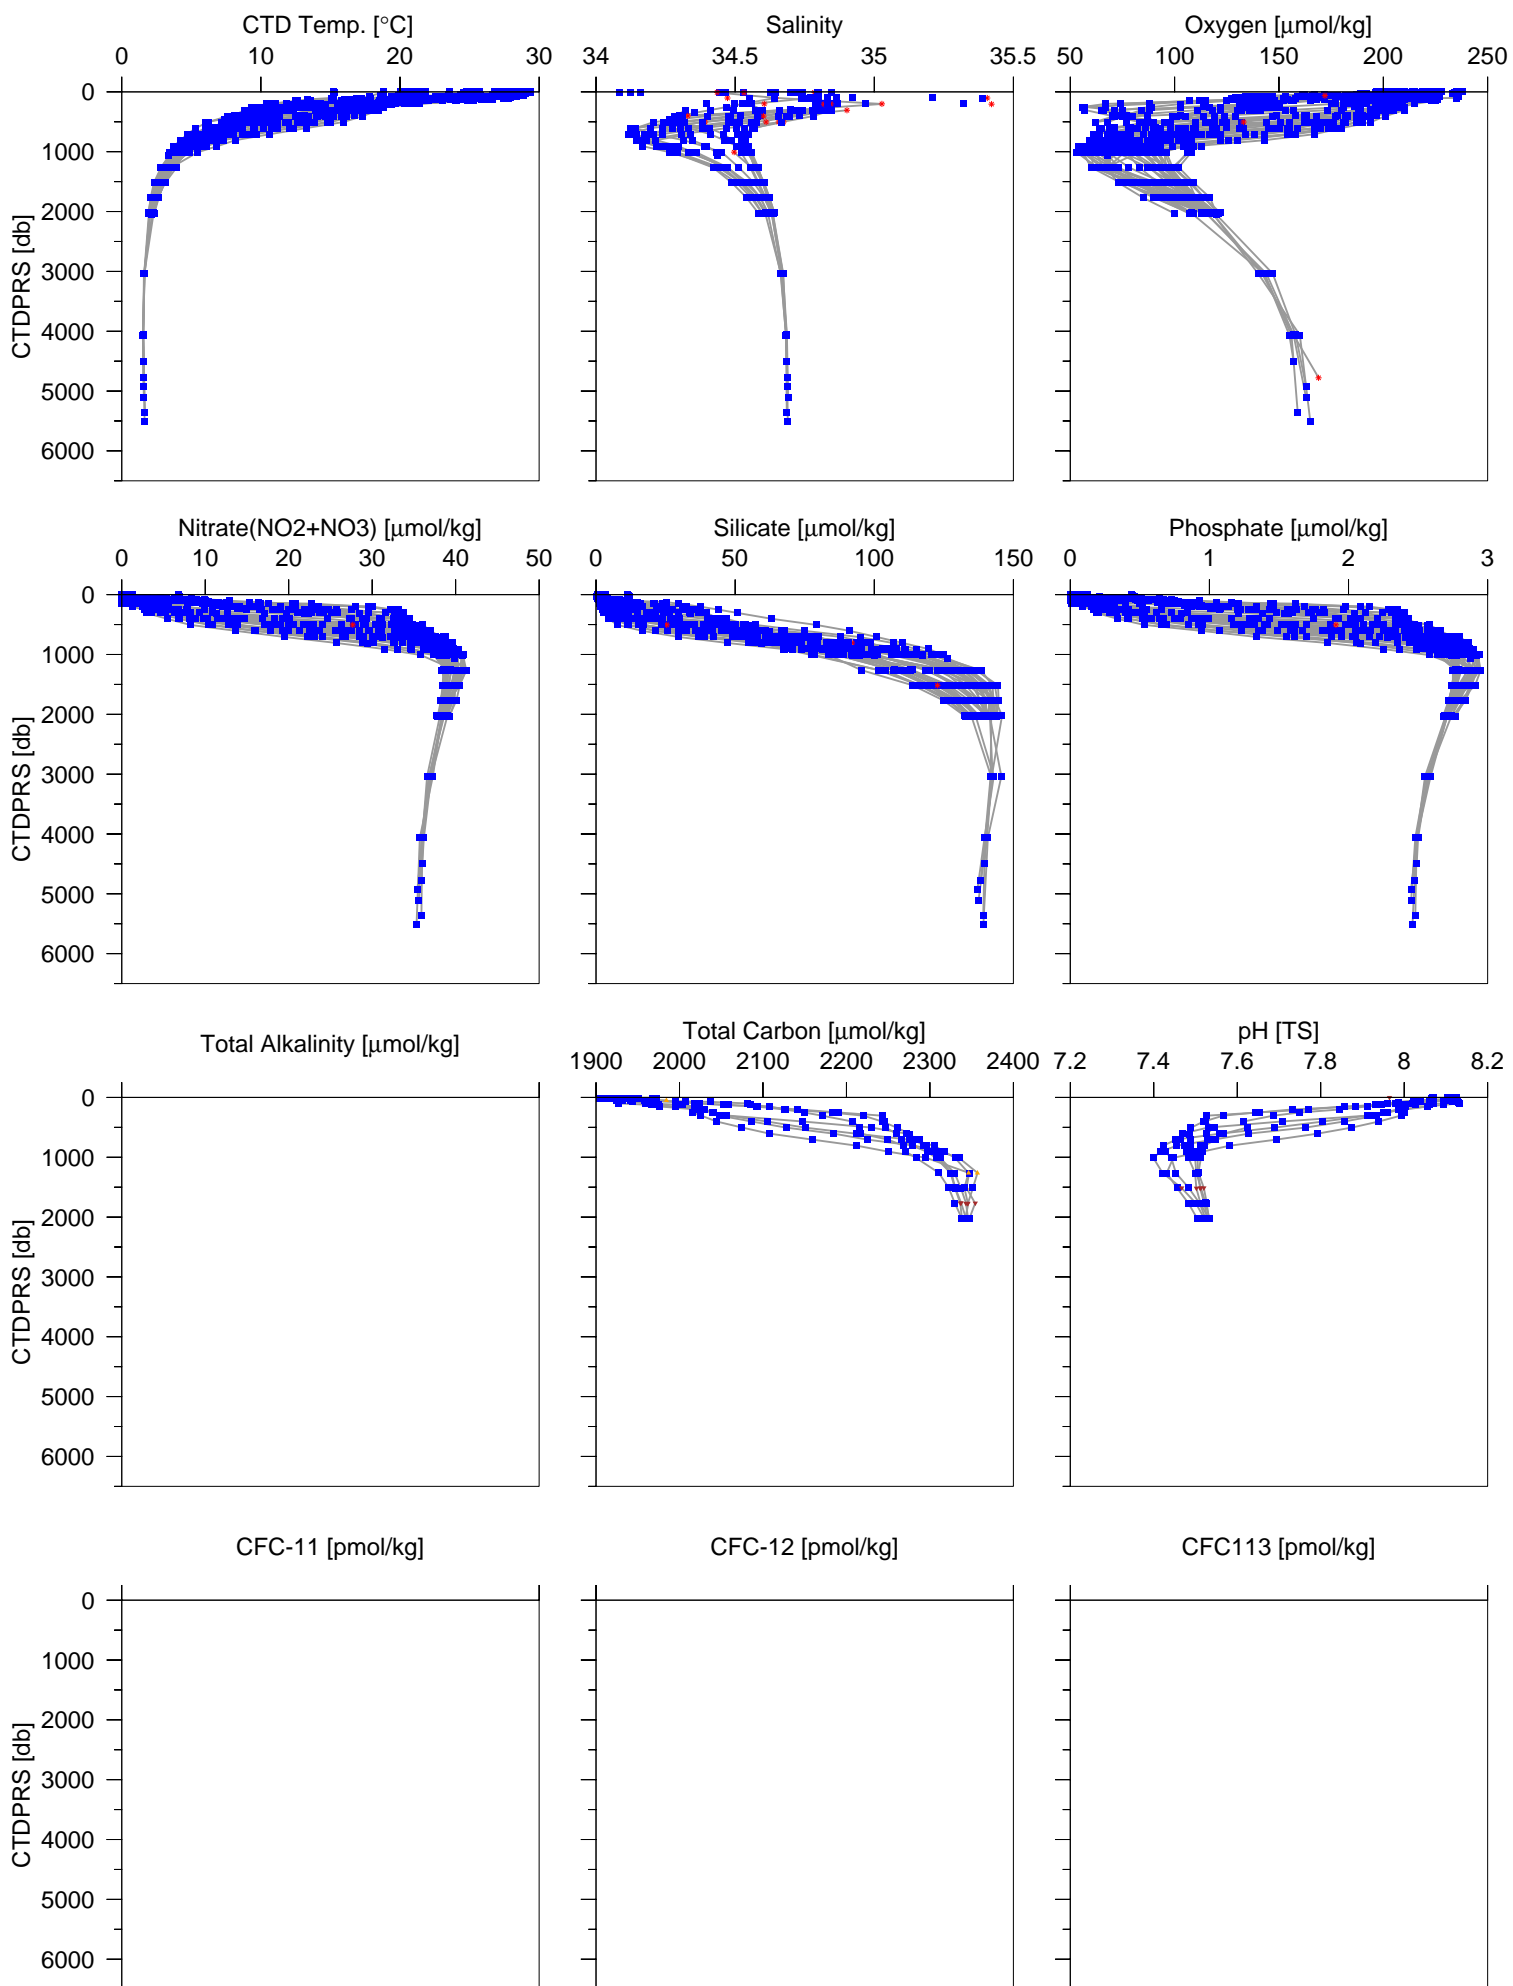 CTD Temp. [°C] Salinity Oxygen [μmol/kg]
0 10 20 30 34 34.5 35 35.5 50 100 150 200 250
0
1000
2000
3000
4000
5000
6000
CTDPRS [db]
Nitrate(NO2+NO3) [μmol/kg] Silicate [μmol/kg] Phosphate [μmol/kg]
0 10 20 30 40 50 0 50 100 150 0 1 2 3
0
1000
2000
3000
4000
5000
6000
CTDPRS [db]
Total Alkalinity [μmol/kg] Total Carbon [μmol/kg] pH [TS]
1900 2000 2100 2200 2300 2400 7.2 7.4 7.6 7.8 8 8.2
0
1000
2000
3000
4000
5000
6000
CTDPRS [db]
CFC-11 [pmol/kg] CFC-12 [pmol/kg] CFC113 [pmol/kg]
0
1000
2000
3000
4000
5000
6000
CTDPRS [db]